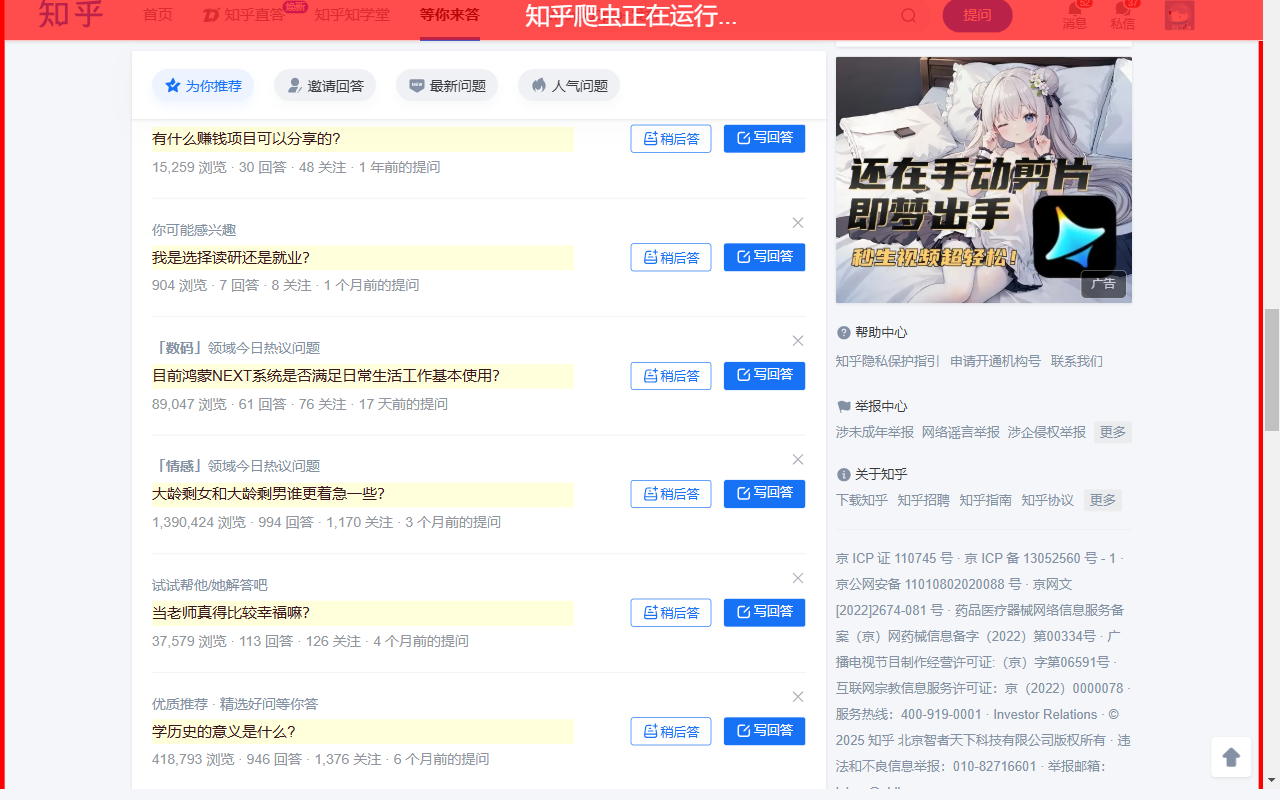 知乎
首页
知乎直答
焕新
知乎知学堂
等你来答
知乎爬虫正在运行...
提问
62
消息
37
私信
为你推荐
邀请回答
NEW
最新问题
人气问题
有什么赚钱项目可以分享的?
15,259 浏览 · 30 回答 · 48 关注 · 1 年前的提问
稍后答
写回答
你可能感兴趣
我是选择读研还是就业?
904 浏览 · 7 回答 · 8 关注 · 1 个月前的提问
稍后答
写回答
「数码」领域今日热议问题
目前鸿蒙NEXT系统是否满足日常生活工作基本使用?
89,047 浏览 · 61 回答 · 76 关注 · 17 天前的提问
稍后答
写回答
「情感」领域今日热议问题
大龄剩女和大龄剩男谁更着急一些?
1,390,424 浏览 · 994 回答 · 1,170 关注 · 3 个月前的提问
稍后答
写回答
试试帮他/她解答吧
当老师真得比较幸福嘛?
37,579 浏览 · 113 回答 · 126 关注 · 4 个月前的提问
稍后答
写回答
优质推荐 · 精选好问等你答
学历史的意义是什么?
418,793 浏览 · 946 回答 · 1,376 关注 · 6 个月前的提问
稍后答
写回答
还在手动剪片
即梦出手
秒生视频超轻松!
广告
帮助中心
知乎隐私保护指引 申请开通机构号 联系我们
举报中心
涉未成年举报 网络谣言举报 涉企侵权举报 更多
关于知乎
下载知乎 知乎招聘 知乎指南 知乎协议 更多
京 ICP 证 110745 号 · 京 ICP 备 13052560 号 - 1 ·
京公网安备 11010802020088 号 · 京网文
[2022]2674-081 号 · 药品医疗器械网络信息服务备
案（京）网药械信息备字（2022）第00334号 · 广
播电视节目制作经营许可证:（京）字第06591号 ·
互联网宗教信息服务许可证：京（2022）0000078 ·
服务热线：400-919-0001 · Investor Relations · ©
2025 知乎 北京智者天下科技有限公司版权所有 · 违
法和不良信息举报：010-82716601 · 举报邮箱：